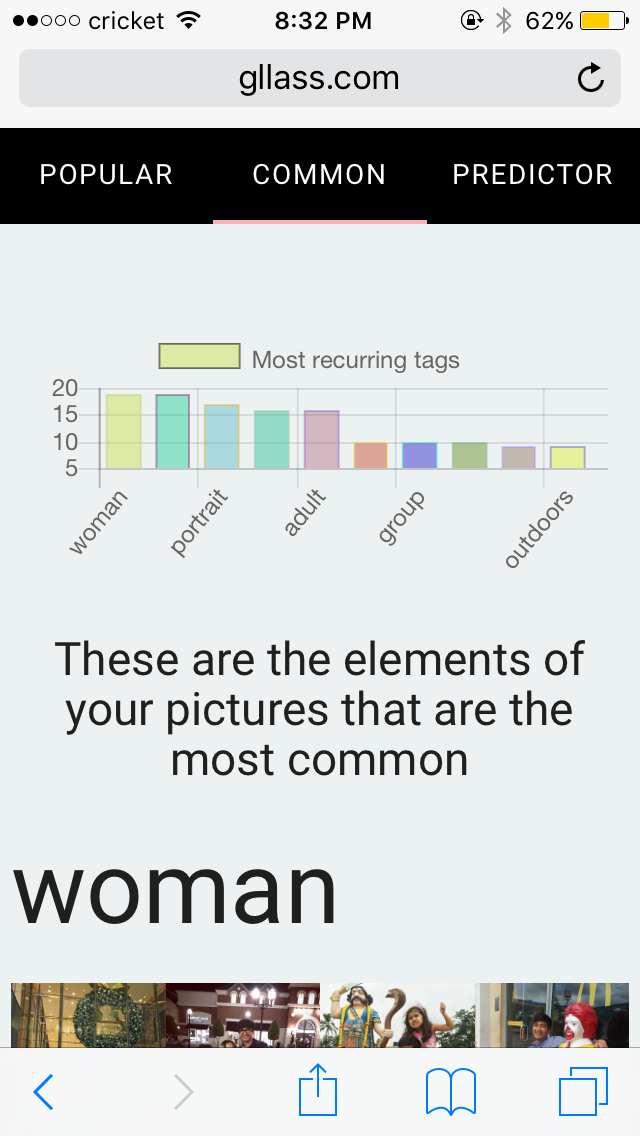 cricket 8:32 PM 62%
gllass.com
POPULAR COMMON PREDICTOR
Most recurring tags
20
15
10
5
woman portrait adult group outdoors
These are the elements of
your pictures that are the
most common
woman